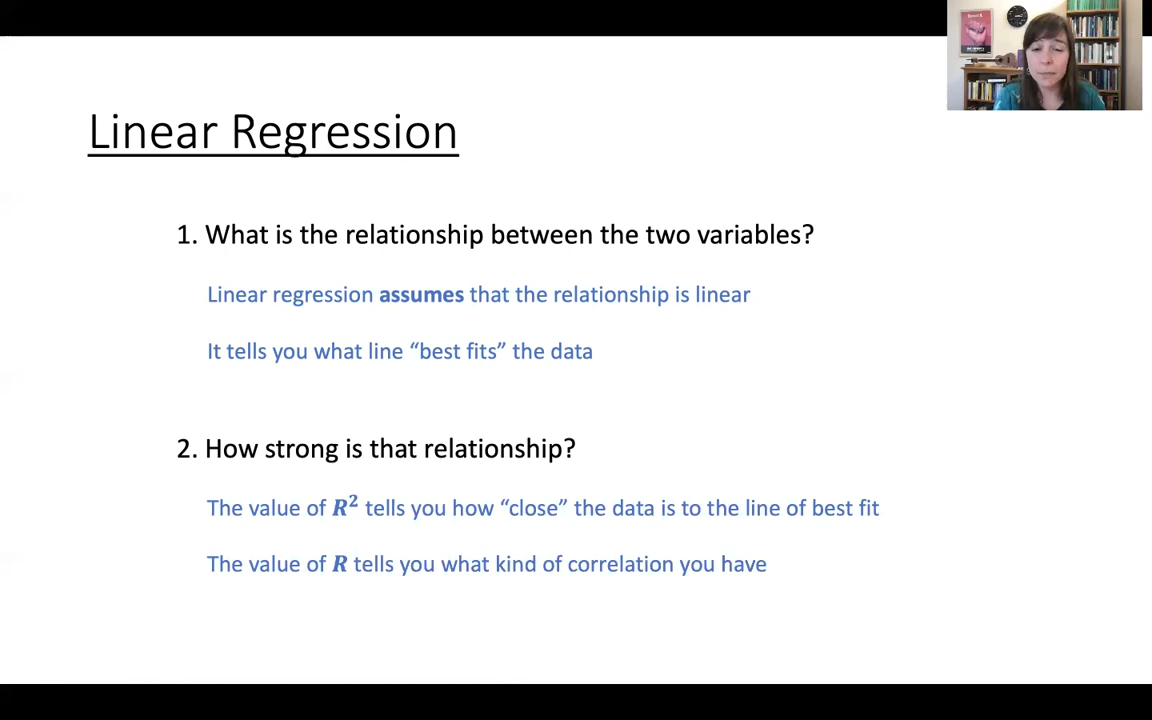 Linear Regression
1. What is the relationship between the two variables?
Linear regression assumes that the relationship is linear
It tells you what line “best fits” the data
2. How strong is that relationship?
The value of R² tells you how “close” the data is to the line of best fit
The value of R tells you what kind of correlation you have